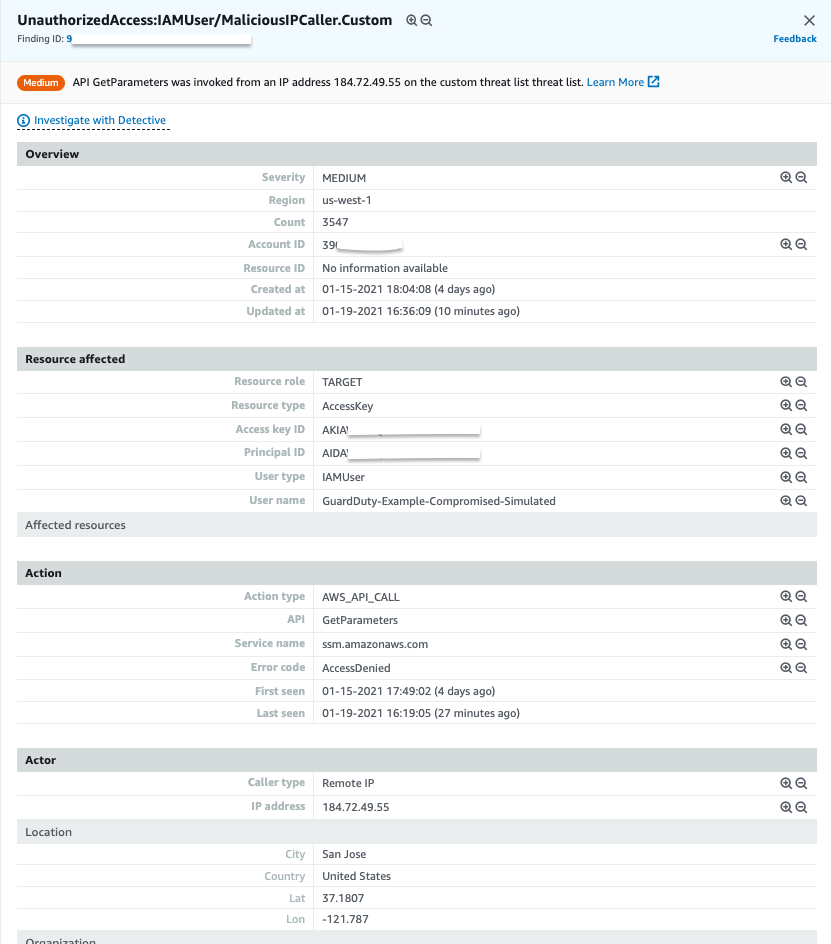 UnauthorizedAccess:IAMUser/MaliciousIPCaller.Custom
Finding ID: 9
Feedback
Medium API GetParameters was invoked from an IP address 184.72.49.55 on the custom threat list threat list. Learn More
Investigate with Detective
Overview
Severity MEDIUM
Region us-west-1
Count 3547
Account ID 39
Resource ID No information available
Created at 01-15-2021 18:04:08 (4 days ago)
Updated at 01-19-2021 16:36:09 (10 minutes ago)
Resource affected
Resource role TARGET
Resource type AccessKey
Access key ID AKIA
Principal ID AIDA
User type IAMUser
User name GuardDuty-Example-Compromised-Simulated
Affected resources
Action
Action type AWS_API_CALL
API GetParameters
Service name ssm.amazonaws.com
Error code AccessDenied
First seen 01-15-2021 17:49:02 (4 days ago)
Last seen 01-19-2021 16:19:05 (27 minutes ago)
Actor
Caller type Remote IP
IP address 184.72.49.55
Location
City San Jose
Country United States
Lat 37.1807
Lon -121.787
Organization